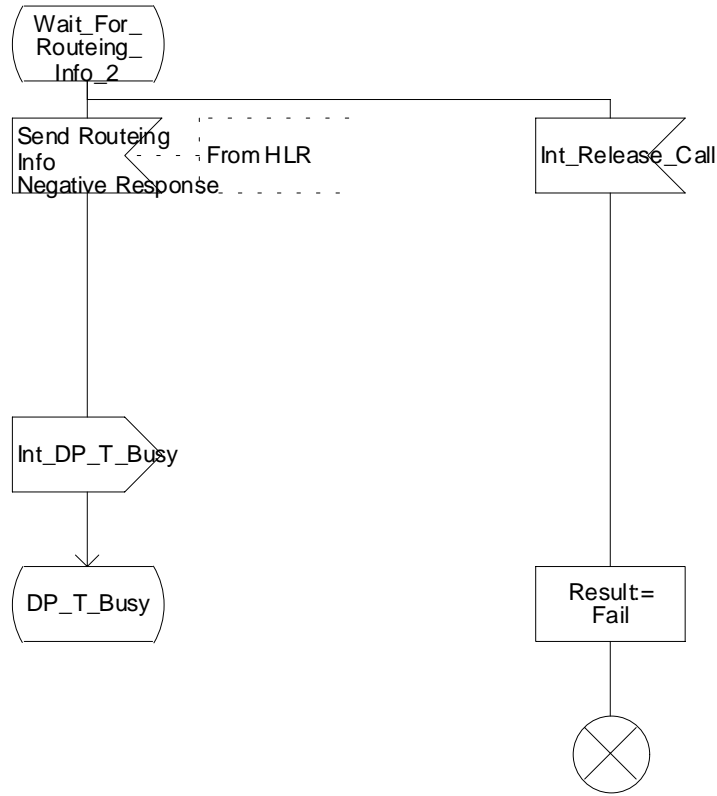 Wait_For_
Routeing_
Info_2
Send Routeing
Info
Negative Response
From HLR
Int_Release_Call
Int_DP_T_Busy
DP_T_Busy
Result:=
Fail